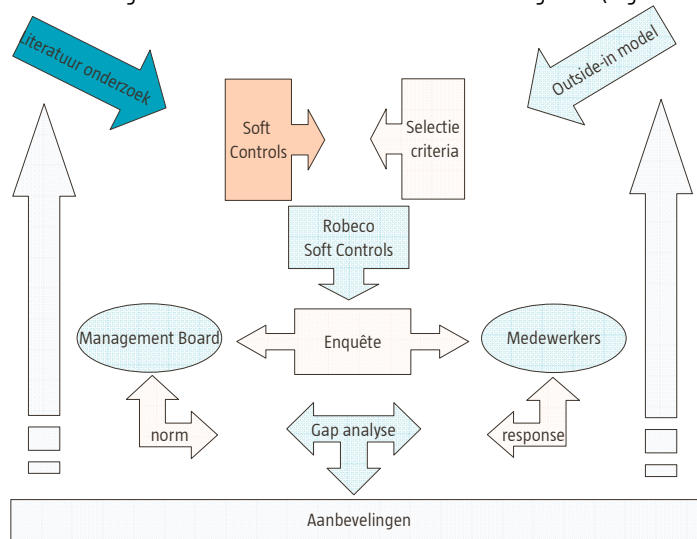 Literatuur onderzoek
Outside-in model
Soft
Controls
Selectie
criteria
Robeco
Soft Controls
Management Board
Enquête
Medewerkers
norm
Gap analyse
response
Aanbevelingen